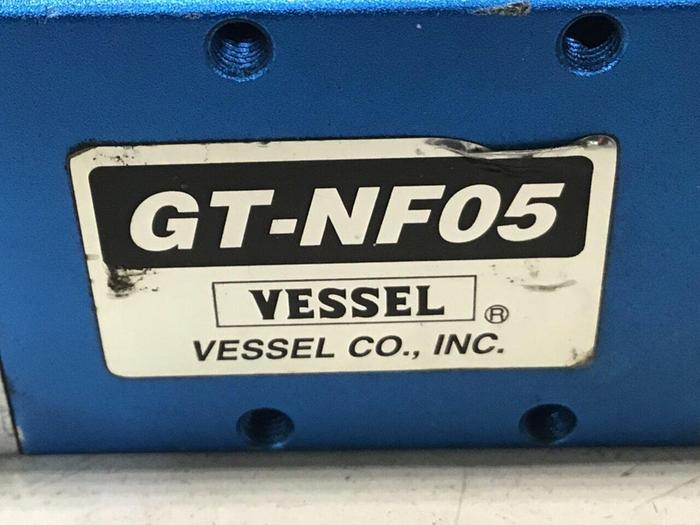 GT-NF05
VESSEL ®
VESSEL CO., INC.